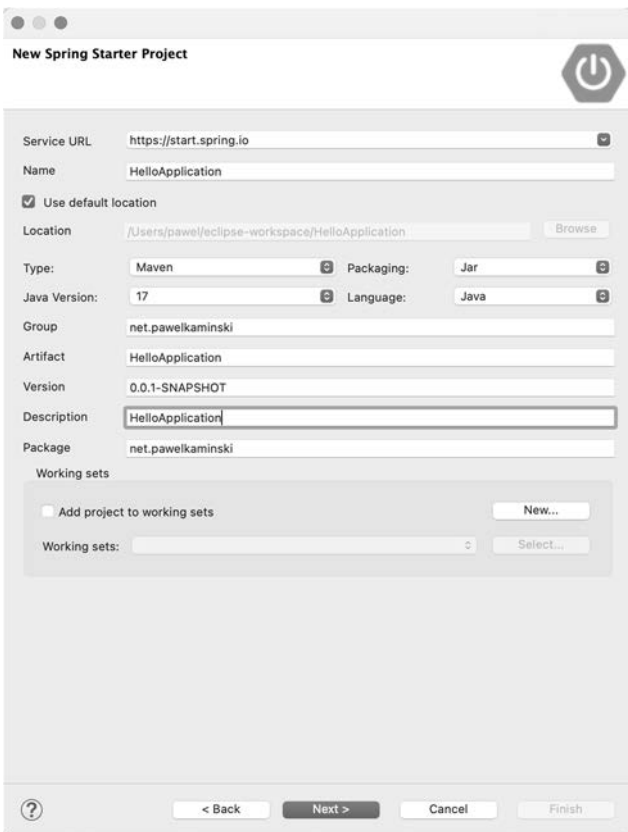 New Spring Starter Project
Service URL https://start.spring.io
Name HelloApplication
Use default location
Location /Users/pawel/eclipse-workspace/HelloApplication Browse
Type: Maven Packaging: Jar
Java Version: 17 Language: Java
Group net.pawelkaminski
Artifact HelloApplication
Version 0.0.1-SNAPSHOT
Description HelloApplication
Package net.pawelkaminski
Working sets
Add project to working sets New...
Working sets: Select...
? < Back Next > Cancel Finish